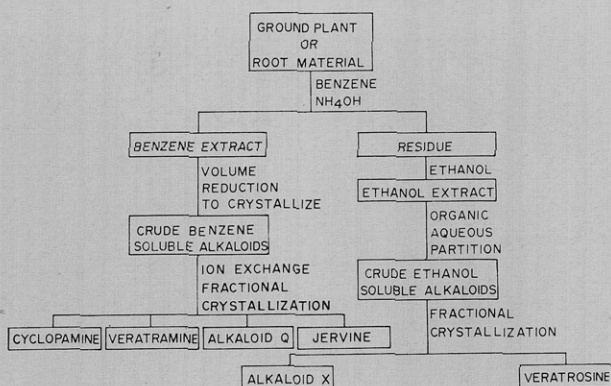 GROUND PLANT
OR
ROOT MATERIAL
BENZENE
NH4OH
BENZENE EXTRACT
RESIDUE
VOLUME
REDUCTION
TO CRYSTALLIZE
ETHANOL
ETHANOL EXTRACT
CRUDE BENZENE
SOLUBLE ALKALOIDS
ORGANIC
AQUEOUS
PARTITION
ION EXCHANGE
FRACTIONAL
CRYSTALLIZATION
CRUDE ETHANOL
SOLUBLE ALKALOIDS
CYCLOPAMINE
VERATRAMINE
ALKALOID Q
JERVINE
FRACTIONAL
CRYSTALLIZATION
ALKALOID X
VERATROSINE